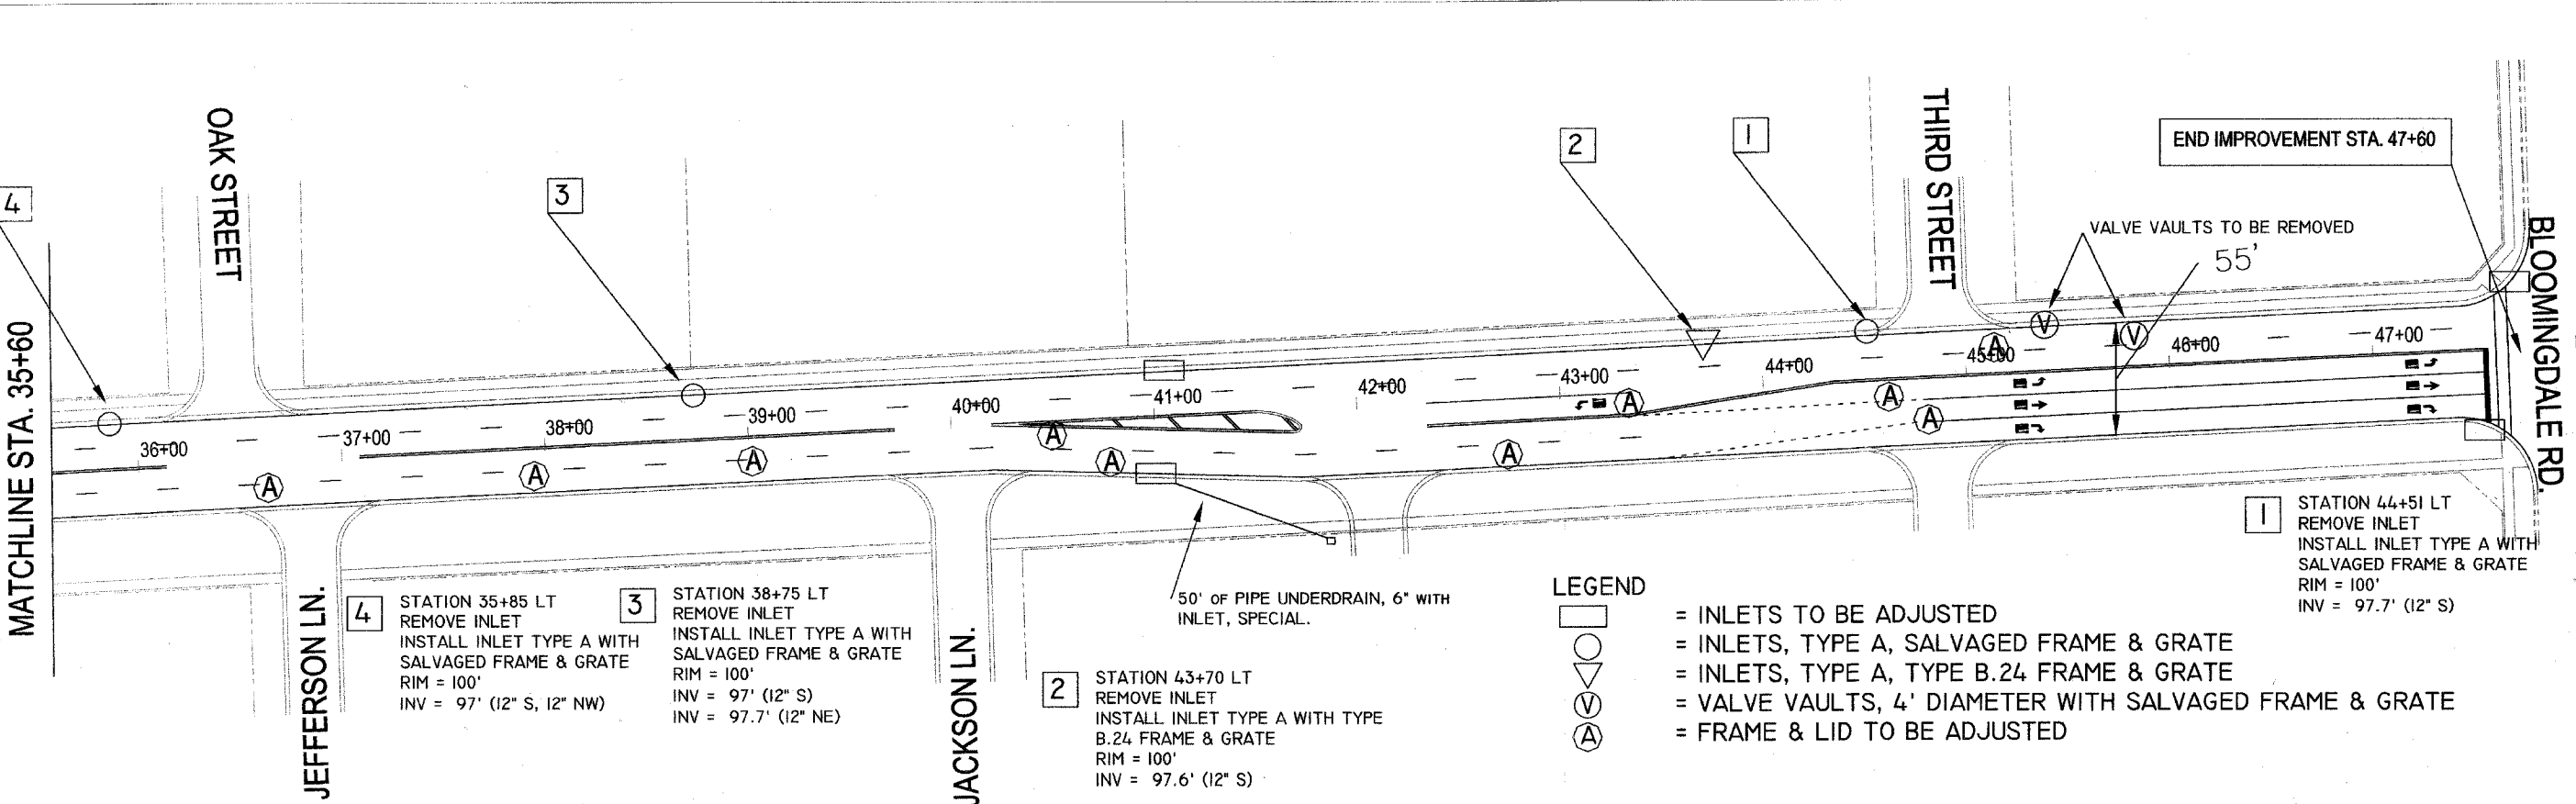 OAK STREET
THIRD STREET
1
2
3
4
END IMPROVEMENT STA. 47+60
BLOOMINGDALE RD.
VALVE VAULTS TO BE REMOVED
55'
MATCHLINE STA. 35+60
36+00
37+00
38+00
39+00
40+00
41+00
42+00
43+00
44+00
45+00
46+00
47+00
A
A
A
A
A
A
A
A
A
A
V
V
JEFFERSON LN.
JACKSON LN.
4
STATION 35+85 LT
REMOVE INLET
INSTALL INLET TYPE A WITH
SALVAGED FRAME & GRATE
RIM = 100'
INV = 97' (12" S, 12" NW)
3
STATION 38+75 LT
REMOVE INLET
INSTALL INLET TYPE A WITH
SALVAGED FRAME & GRATE
RIM = 100'
INV = 97' (12" S)
INV = 97.7' (12" NE)
50' OF PIPE UNDERDRAIN, 6" WITH
INLET, SPECIAL.
2
STATION 43+70 LT
REMOVE INLET
INSTALL INLET TYPE A WITH TYPE
B.24 FRAME & GRATE
RIM = 100'
INV = 97.6' (12" S)
1
STATION 44+51 LT
REMOVE INLET
INSTALL INLET TYPE A WITH
SALVAGED FRAME & GRATE
RIM = 100'
INV = 97.7' (12" S)
LEGEND
= INLETS TO BE ADJUSTED
= INLETS, TYPE A, SALVAGED FRAME & GRATE
= INLETS, TYPE A, TYPE B.24 FRAME & GRATE
V = VALVE VAULTS, 4' DIAMETER WITH SALVAGED FRAME & GRATE
A = FRAME & LID TO BE ADJUSTED